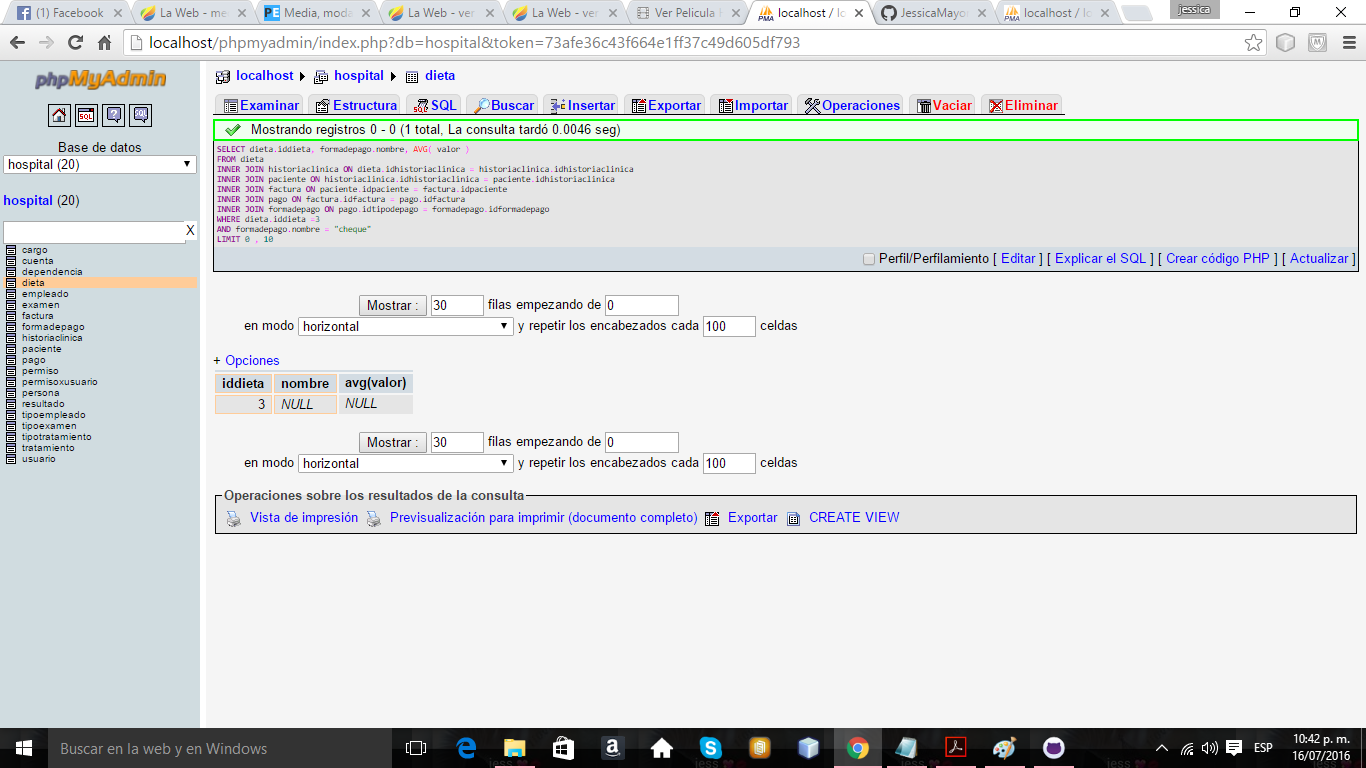 (1) Facebook
La Web - me
Media, moda
La Web - ver
La Web - ver
Ver Pelicula
localhost / lo
JessicaMayo
localhost / lo
jessica
localhost/phpmyadmin/index.php?db=hospital&token=73afe36c43f664e1ff37c49d605df793
phpMyAdmin
Base de datos
hospital (20)
hospital (20)
X
cargo
cuenta
dependencia
dieta
empleado
examen
factura
formadepago
historiaclinica
paciente
pago
permiso
permisoxusuario
persona
resultado
tipoempleado
tipoexamen
tipotratamiento
tratamiento
usuario
localhost hospital dieta
Examinar Estructura SQL Buscar Insertar Exportar Importar Operaciones Vaciar Eliminar
Mostrando registros 0 - 0 (1 total, La consulta tardó 0.0046 seg)
SELECT dieta.iddieta, formadepago.nombre, AVG( valor )
FROM dieta
INNER JOIN historiaclinica ON dieta.idhistoriaclinica = historiaclinica.idhistoriaclinica
INNER JOIN paciente ON historiaclinica.idhistoriaclinica = paciente.idhistoriaclinica
INNER JOIN factura ON paciente.idpaciente = factura.idpaciente
INNER JOIN pago ON factura.idfactura = pago.idfactura
INNER JOIN formadepago ON pago.idtipodepago = formadepago.idformadepago
WHERE dieta.iddieta =3
AND formadepago.nombre = "cheque"
LIMIT 0 , 10
Perfil/Perfilamiento [ Editar ] [ Explicar el SQL ] [ Crear código PHP ] [ Actualizar ]
Mostrar : 30 filas empezando de 0
en modo horizontal y repetir los encabezados cada 100 celdas
+ Opciones
iddieta nombre avg(valor)
3 NULL NULL
Mostrar : 30 filas empezando de 0
en modo horizontal y repetir los encabezados cada 100 celdas
Operaciones sobre los resultados de la consulta
Vista de impresión Previsualización para imprimir (documento completo) Exportar CREATE VIEW
Buscar en la web y en Windows
ESP
10:42 p. m.
16/07/2016